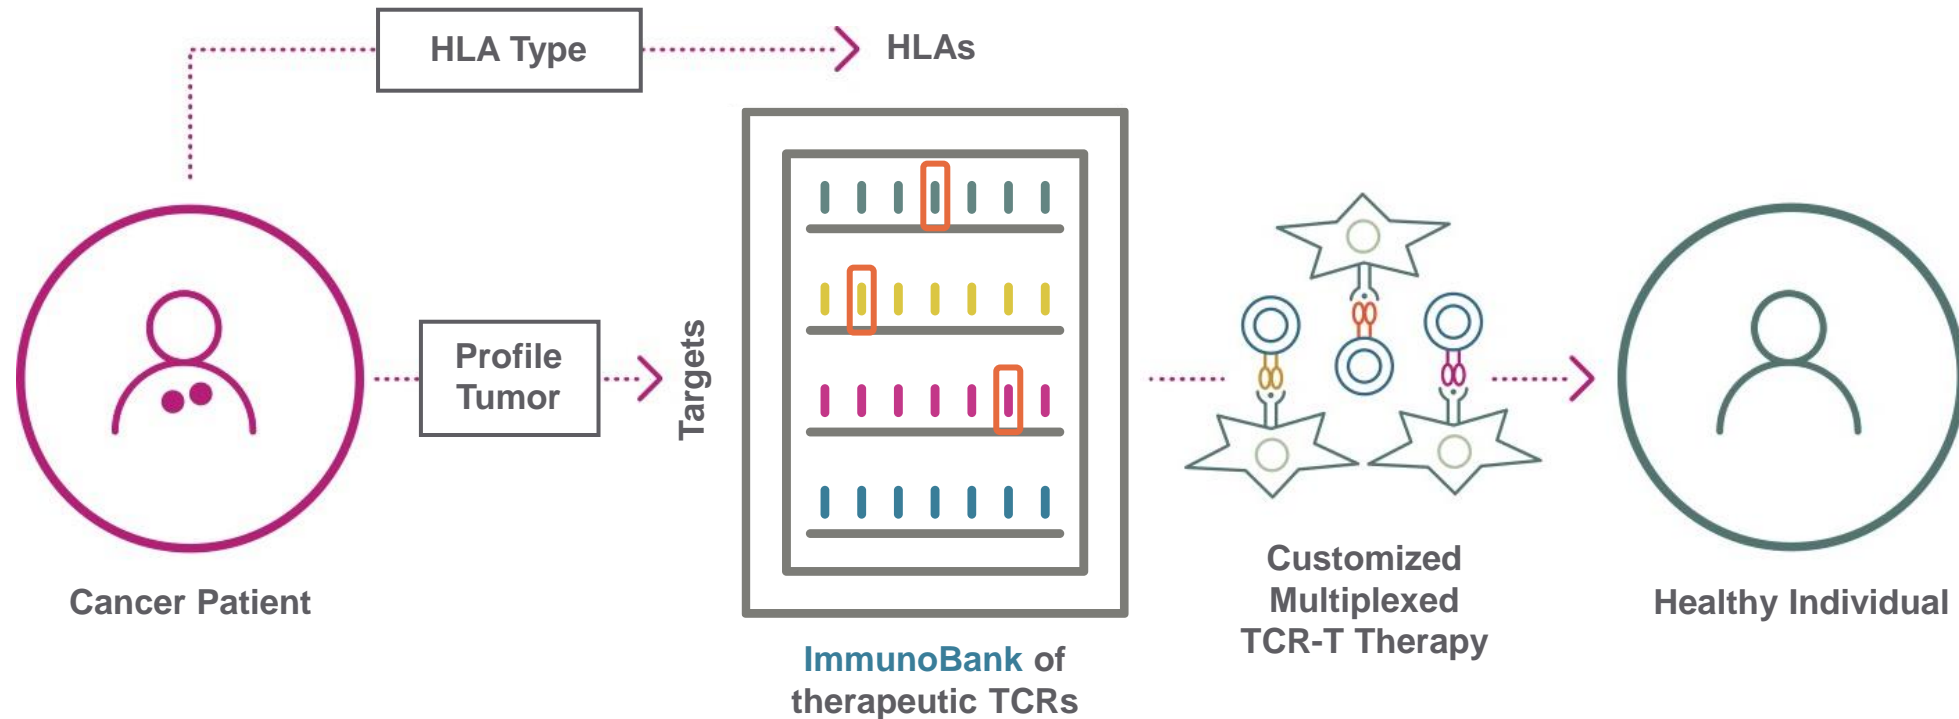 HLA Type
HLAs
Profile
Tumor
Targets
Cancer Patient
ImmunoBank of
therapeutic TCRs
Customized
Multiplexed
TCR-T Therapy
Healthy Individual